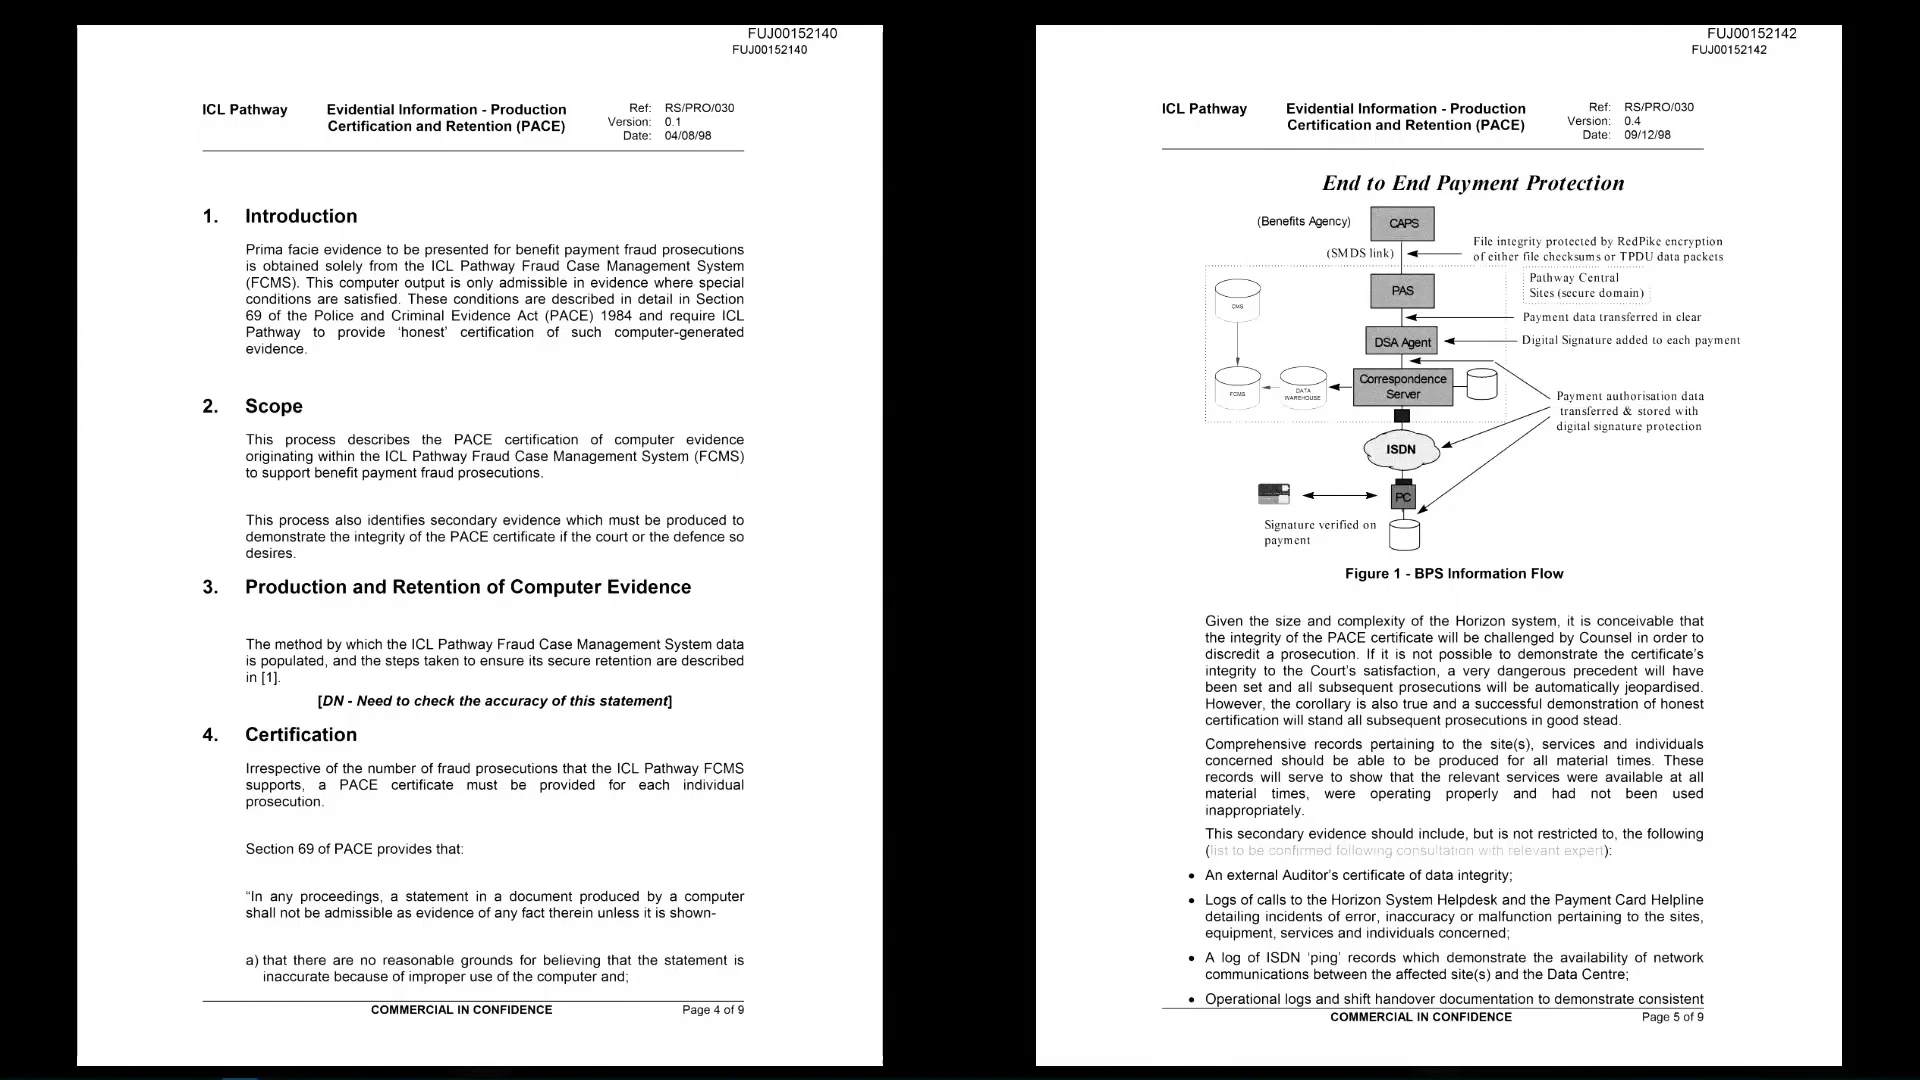 FUJ00152140
FUJ00152140
ICL Pathway
Evidential Information - Production
Certification and Retention (PACE)
Ref: RS/PRO/030
Version: 0.1
Date: 04/08/98
1. Introduction
Prima facie evidence to be presented for benefit payment fraud prosecutions
is obtained solely from the ICL Pathway Fraud Case Management System
(FCMS). This computer output is only admissible in evidence where special
conditions are satisfied. These conditions are described in detail in Section
69 of the Police and Criminal Evidence Act (PACE) 1984 and require ICL
Pathway to provide 'honest' certification of such computer-generated
evidence.
2. Scope
This process describes the PACE certification of computer evidence
originating within the ICL Pathway Fraud Case Management System (FCMS)
to support benefit payment fraud prosecutions.
This process also identifies secondary evidence which must be produced to
demonstrate the integrity of the PACE certificate if the court or the defence so
desires.
3. Production and Retention of Computer Evidence
The method by which the ICL Pathway Fraud Case Management System data
is populated, and the steps taken to ensure its secure retention are described
in [1].
[DN - Need to check the accuracy of this statement]
4. Certification
Irrespective of the number of fraud prosecutions that the ICL Pathway FCMS
supports, a PACE certificate must be provided for each individual
prosecution.
Section 69 of PACE provides that:
"In any proceedings, a statement in a document produced by a computer
shall not be admissible as evidence of any fact therein unless it is shown-
a) that there are no reasonable grounds for believing that the statement is
inaccurate because of improper use of the computer and;
COMMERCIAL IN CONFIDENCE
Page 4 of 9
FUJ00152142
FUJ00152142
ICL Pathway
Evidential Information - Production
Certification and Retention (PACE)
Ref: RS/PRO/030
Version: 0.4
Date: 09/12/98
End to End Payment Protection
(Benefits Agency)
CAPS
(SMDS link)
File integrity protected by RedPike encryption
of either file checksums or TPDU data packets
Pathway Central
Sites (secure domain)
CMS
PAS
Payment data transferred in clear
DSA Agent
Digital Signature added to each payment
FCMS
DATA
WAREHOUSE
Correspondence
Server
Payment authorisation data
transferred & stored with
digital signature protection
ISDN
PC
Signature verified on
payment
Figure 1 - BPS Information Flow
Given the size and complexity of the Horizon system, it is conceivable that
the integrity of the PACE certificate will be challenged by Counsel in order to
discredit a prosecution. If it is not possible to demonstrate the certificate's
integrity to the Court's satisfaction, a very dangerous precedent will have
been set and all subsequent prosecutions will be automatically jeopardised.
However, the corollary is also true and a successful demonstration of honest
certification will stand all subsequent prosecutions in good stead.
Comprehensive records pertaining to the site(s), services and individuals
concerned should be able to be produced for all material times. These
records will serve to show that the relevant services were available at all
material times, were operating properly and had not been used
inappropriately.
This secondary evidence should include, but is not restricted to, the following
(list to be confirmed following consultation with relevant expert):
• An external Auditor's certificate of data integrity;
• Logs of calls to the Horizon System Helpdesk and the Payment Card Helpline
detailing incidents of error, inaccuracy or malfunction pertaining to the sites,
equipment, services and individuals concerned;
• A log of ISDN 'ping' records which demonstrate the availability of network
communications between the affected site(s) and the Data Centre;
• Operational logs and shift handover documentation to demonstrate consistent
COMMERCIAL IN CONFIDENCE
Page 5 of 9